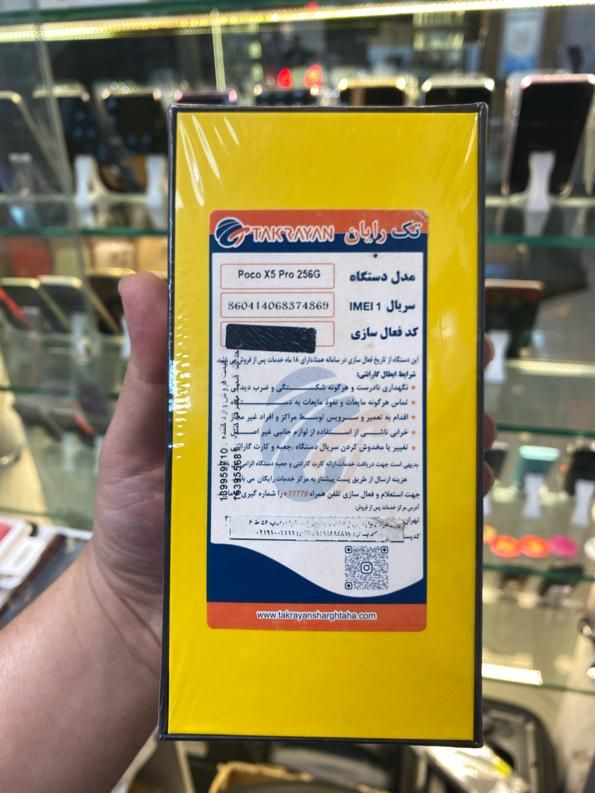 TAKRAYAN تک رایان
مدل دستگاه Poco X5 Pro 256G
سریال IMEI 1 860414068374869
کد فعال سازی
این دستگاه از تاریخ فعال سازی در سامانه همتا،دارای ۱۸ ماه خدمات پس از فروش
شرایط ابطال گارانتی:
نگهداری نادرست و هرگونه شکستگی و ضرب دیدگی
تماس هرگونه مایعات و نفوذ مایعات به
اقدام به تعمیر و سرویس توسط مراکز و افراد غیر
خرابی ناشی از استفاده از لوازم جانبی غیر
تغییر یا مخدوش کردن سریال دستگاه ،جعبه و کارت گارانتی
بدیهی است جهت دریافت خدمات،ارائه کارت گارانتی و جعبه دستگاه الزامی
هزینه ارسال از طریق پست پیشتاز به مرکز خدمات رایگان می
جهت استعلام و فعال سازی تلفن همراه #7777* را شماره گیری
آدرس مرکز خدمات پس از فروش:
تهران
www.takrayansharghtaha.com